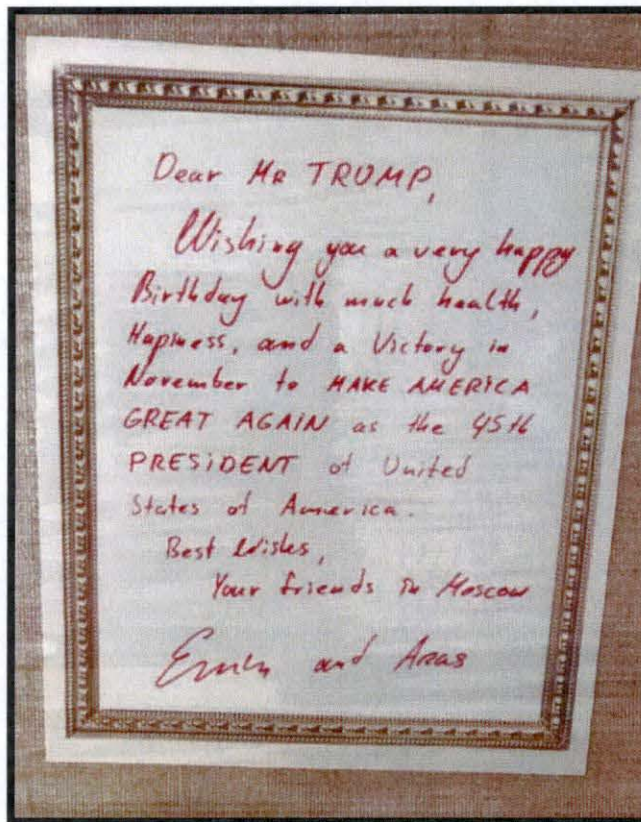 Dear Mr TRUMP,
Wishing you a very happy
Birthday with much health,
Hapiness, and a Victory in
November to MAKE AMERICA
GREAT AGAIN as the 45th
PRESiDENT of United
States of America.
Best Wishes,
Your friends in Moscow
Emin and Aras